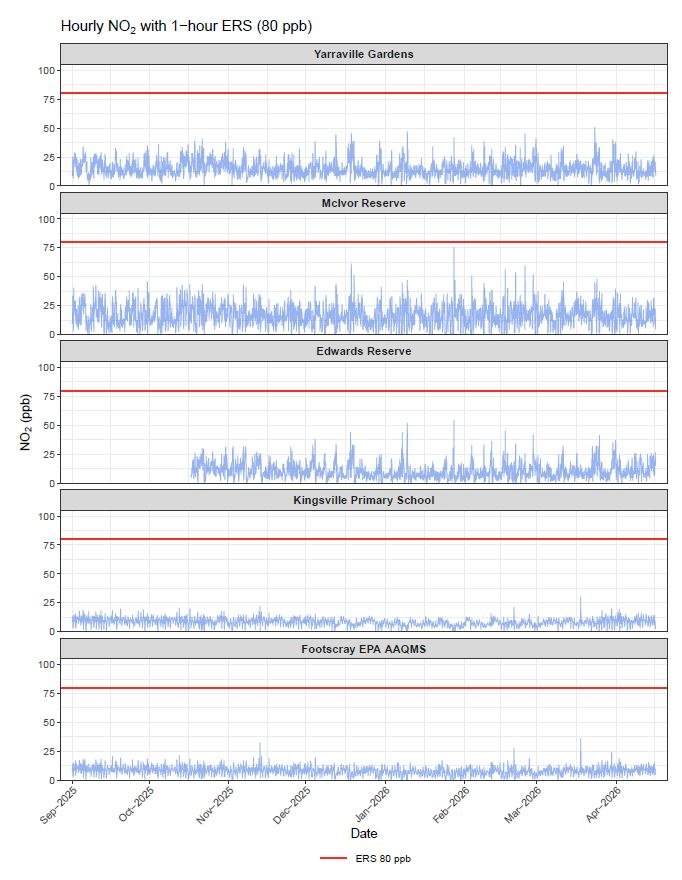 Hourly NO₂ with 1−hour ERS (80 ppb)
Yarraville Gardens
100
75
50
25
0
McIvor Reserve
100
75
50
25
0
Edwards Reserve
100
75
50
25
0
NO₂ (ppb)
Kingsville Primary School
100
75
50
25
0
Footscray EPA AAQMS
100
75
50
25
0
Sep−2025
Oct−2025
Nov−2025
Dec−2025
Jan−2026
Feb−2026
Mar−2026
Apr−2026
Date
ERS 80 ppb